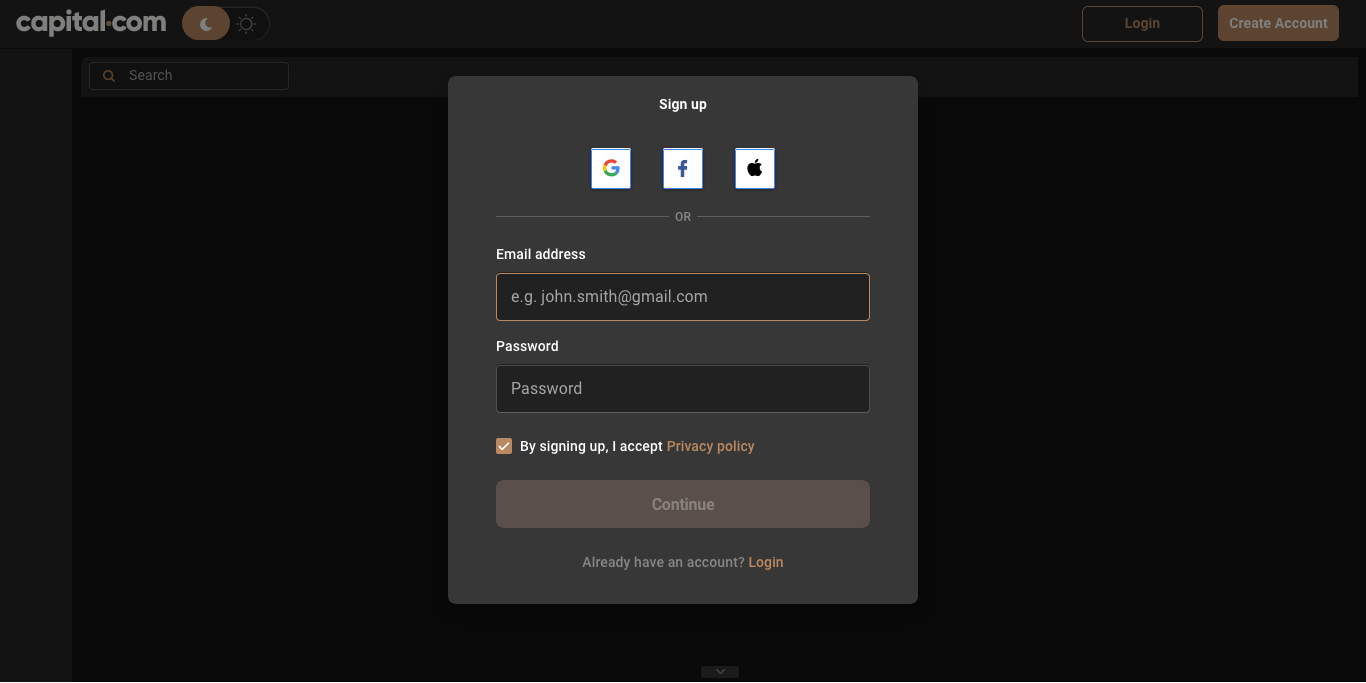 capital.com
Login
Create Account
Search
Sign up
OR
Email address
e.g. john.smith@gmail.com
Password
Password
By signing up, I accept Privacy policy
Continue
Already have an account? Login